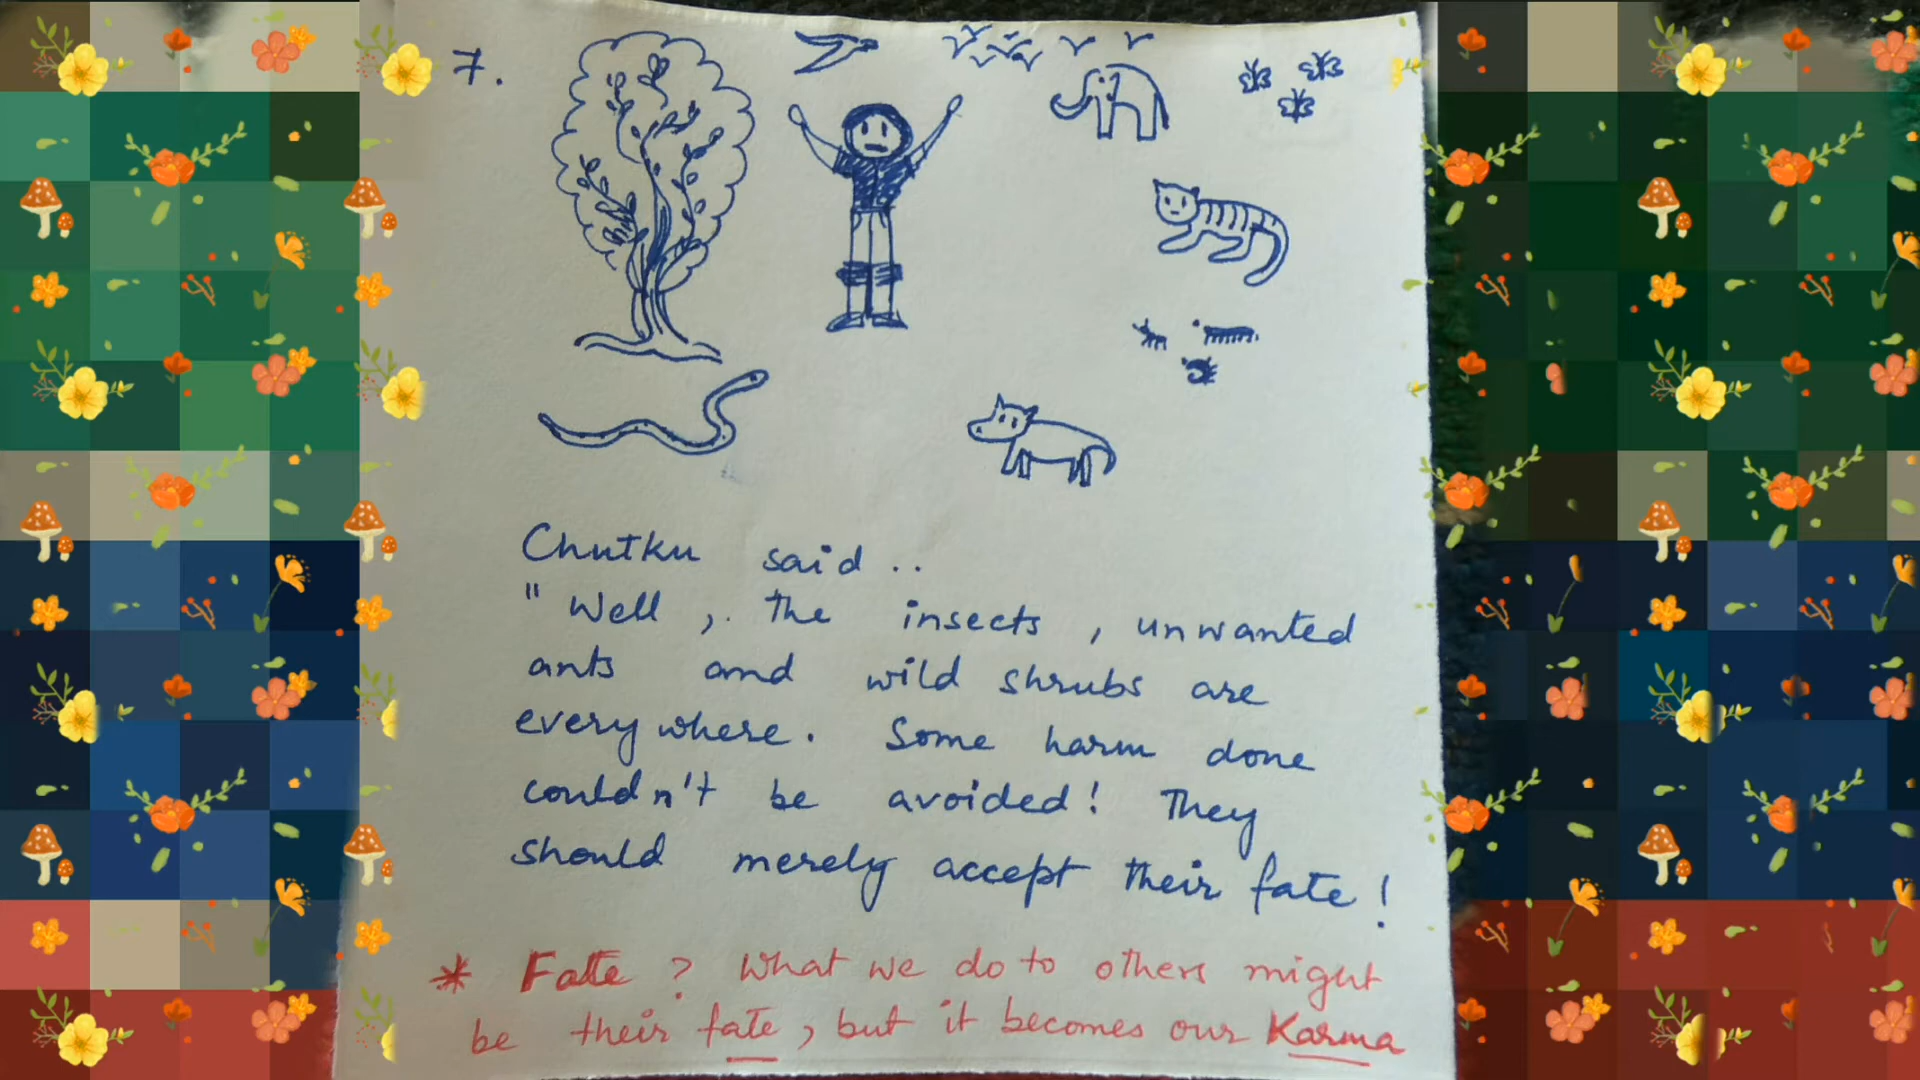 7.
Chutku said ..
" Well , . the insects , unwanted
ants and wild shrubs are
every where. Some harm done
couldn't be avoided! They
should merely accept their fate!
* Fate ? What we do to others might
be their fate, but it becomes our Karma